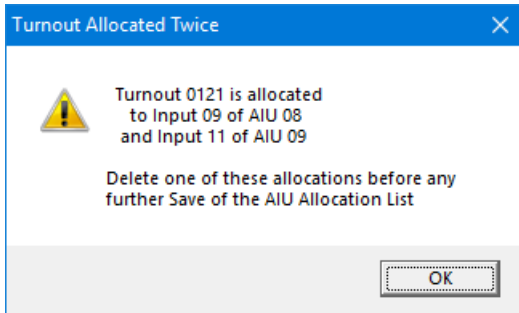 Turnout Allocated Twice
Turnout 0121 is allocated
to Input 09 of AIU 08
and Input 11 of AIU 09
Delete one of these allocations before any
further Save of the AIU Allocation List
OK